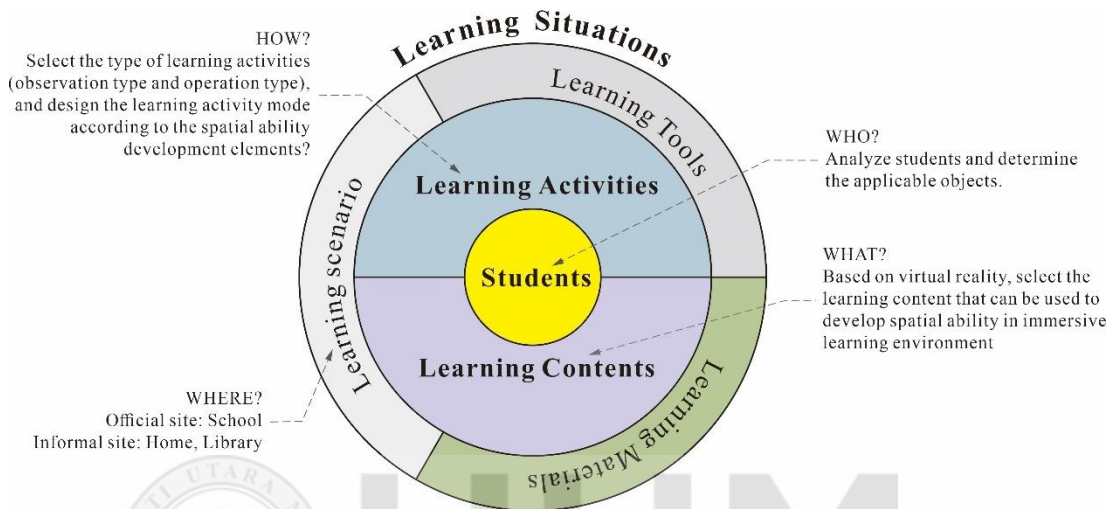 Learning Situations
HOW?
Select the type of learning activities
(observation type and operation type),
and design the learning activity mode
according to the spatial ability
development elements?
Learning Tools
WHO?
Analyze students and determine
the applicable objects.
Learning Activities
Learning scenario
Students
WHAT?
Based on virtual reality, select the
learning content that can be used to
develop spatial ability in immersive
learning environment
Learning Contents
WHERE?
Official site: School
Informal site: Home, Library
Learning Materials
UTARA